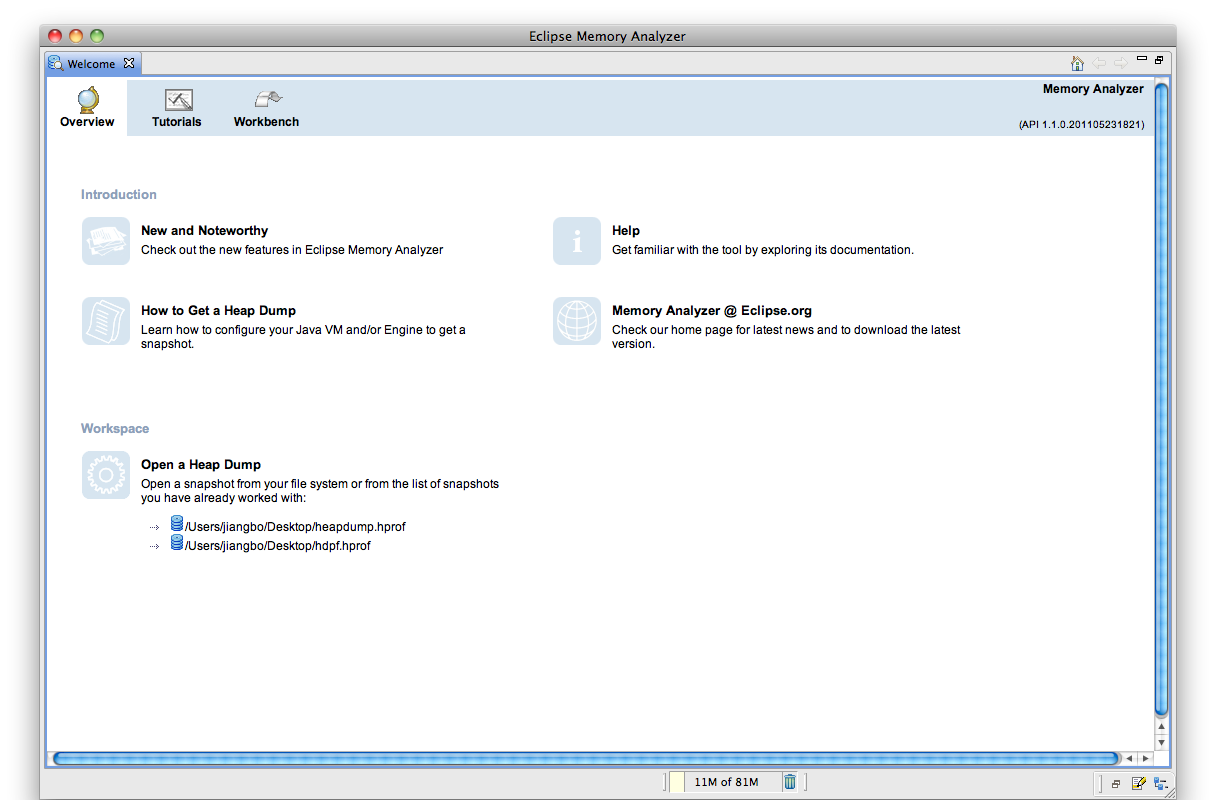 Eclipse Memory Analyzer
Welcome
Memory Analyzer
Overview
Tutorials
Workbench
(API 1.1.0.201105231821)
Introduction
New and Noteworthy
Check out the new features in Eclipse Memory Analyzer
Help
Get familiar with the tool by exploring its documentation.
How to Get a Heap Dump
Learn how to configure your Java VM and/or Engine to get a
snapshot.
Memory Analyzer @ Eclipse.org
Check our home page for latest news and to download the latest
version.
Workspace
Open a Heap Dump
Open a snapshot from your file system or from the list of snapshots
you have already worked with:
/Users/jiangbo/Desktop/heapdump.hprof
/Users/jiangbo/Desktop/hdpf.hprof
11M of 81M